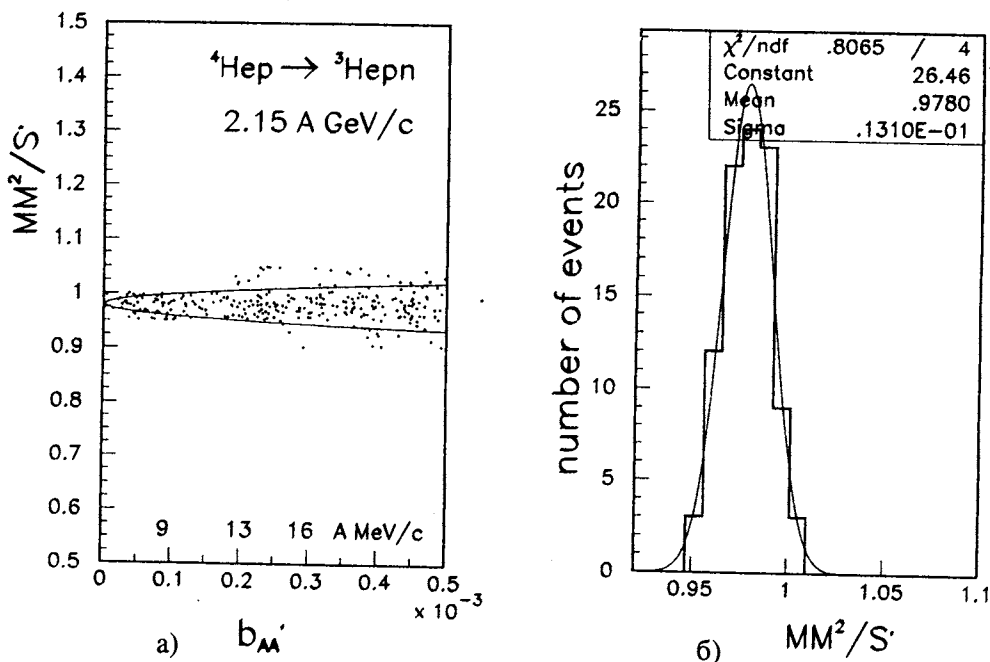 1.5
1.4
1.3
1.2
1.1
1
0.9
0.8
0.7
0.6
0.5
MM²/S'
⁴Hep → ³Hepn
2.15 A GeV/c
9 13 16 A MeV/c
0 0.1 0.2 0.3 0.4 0.5
x 10⁻³
а) b_AA'
χ²/ndf .8065 / 4
Constant 26.46
Mean .9780
Sigma .1310E-01
25
20
15
10
5
0
number of events
0.95 1 1.05 1.1
б) MM²/S'